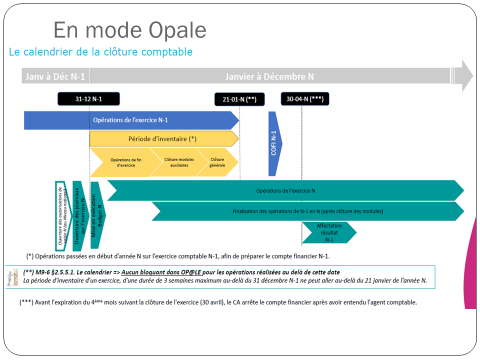 En mode Opale
Le calendrier de la clôture comptable
Janv à Déc N-1
Janvier à Décembre N
31-12 N-1
21-01-N (**)
30-04-N (***)
Opérations de l'exercice N-1
COFI N-1
Période d'inventaire (*)
Opérations de fin
d'exercice
Clôture modules
auxiliaires
Clôture
générale
Opérations de l'exercice N
Mise en exécution
Budget N
Finalisation des opérations de N-1 en N (après clôture des modules)
Affectation
résultat
N-1
(*) Opérations passées en début d'année N sur l'exercice comptable N-1, afin de préparer le compte financier N-1.
(**) M9-6 §2.5.5.1. Le calendrier => Aucun bloquant dans OP@LE pour les opérations réalisées au delà de cette date
La période d'inventaire d'un exercice, d'une durée de 3 semaines maximum au-delà du 31 décembre N-1 ne peut aller au-delà du 21 janvier de l'année N.
(***) Avant l'expiration du 4ème mois suivant la clôture de l'exercice (30 avril), le CA arrête le compte financier après avoir entendu l'agent comptable.